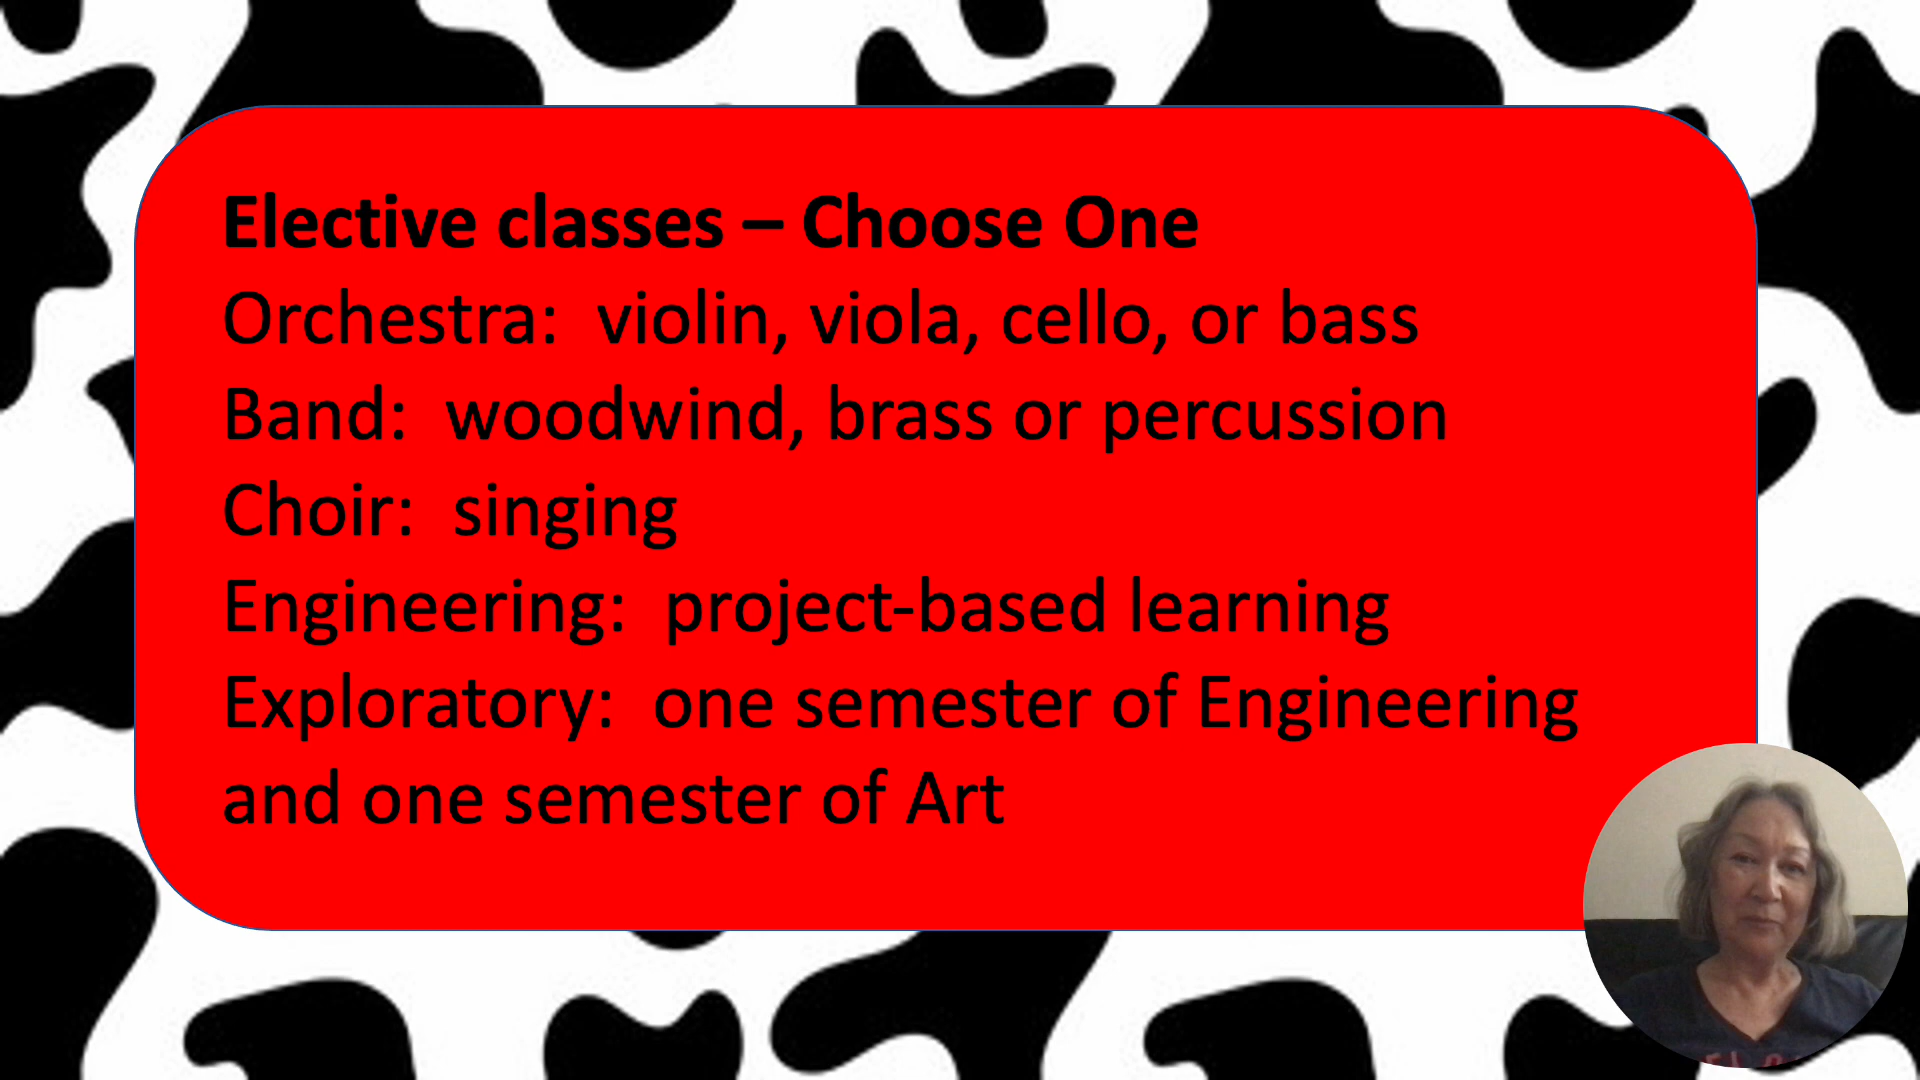 Elective classes – Choose One
Orchestra:  violin, viola, cello, or bass
Band:  woodwind, brass or percussion
Choir:  singing
Engineering:  project-based learning
Exploratory:  one semester of Engineering
and one semester of Art